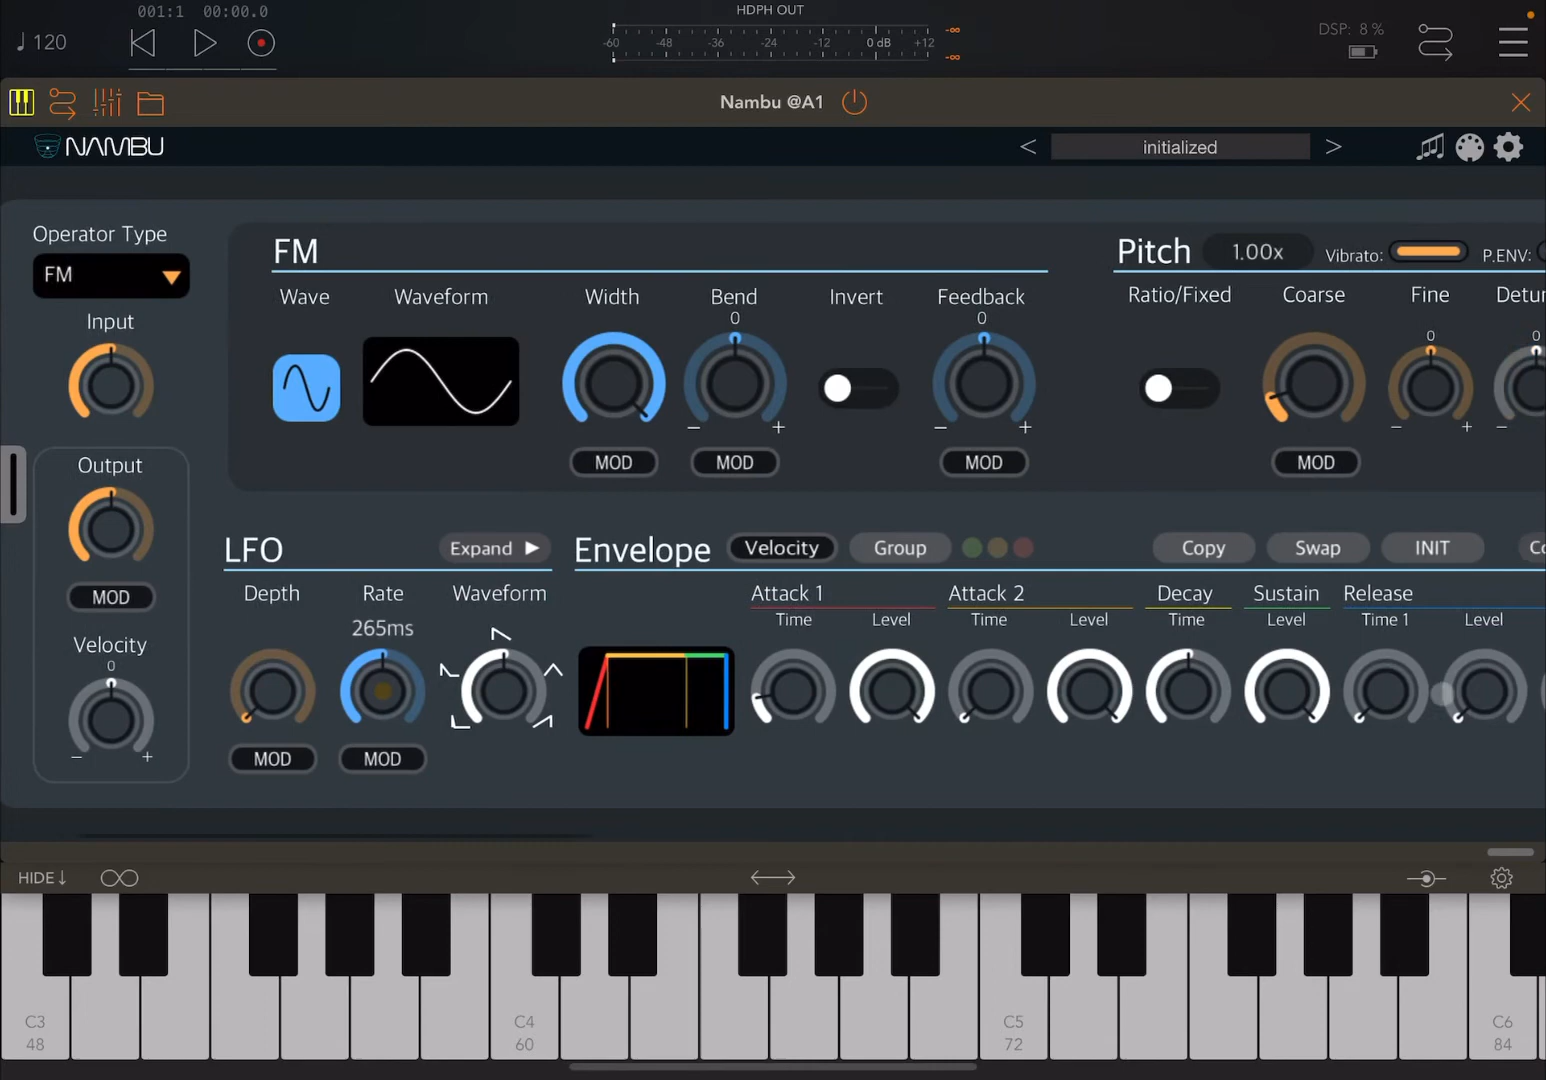 001:1 00:00.0
HDPH OUT
120
-60 -48 -36 -24 -12 0 dB +12
-∞
-∞
DSP: 8 %
Nambu @A1
NAMBU
< initialized >
Operator Type
FM
Input
Output
MOD
Velocity
0
− +
FM
Wave Waveform Width Bend Invert Feedback
0 0
− + − +
MOD MOD MOD
Pitch 1.00x Vibrato: P.ENV:
Ratio/Fixed Coarse Fine
0 0
− + −
MOD
LFO Expand
Depth Rate Waveform
265ms
MOD MOD
Envelope Velocity Group Copy Swap INIT
Attack 1 Attack 2 Decay Sustain Release
Time Level Time Level Time Level Time 1 Level
HIDE↓
C3 C4 C5 C6
48 60 72 84